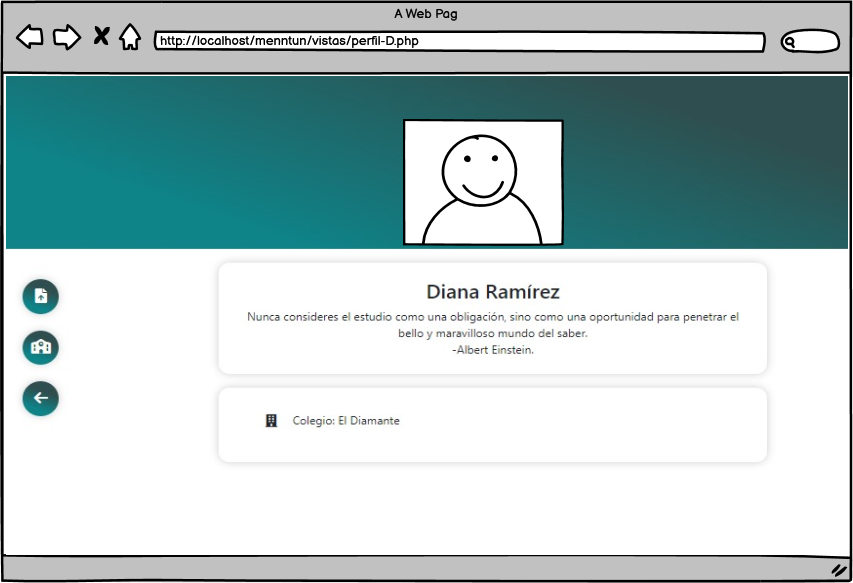 A Web Pag
http://localhost/menntun/vistas/perfil-D.php
Diana Ramírez
Nunca consideres el estudio como una obligación, sino como una oportunidad para penetrar el
bello y maravilloso mundo del saber.
-Albert Einstein.
Colegio: El Diamante